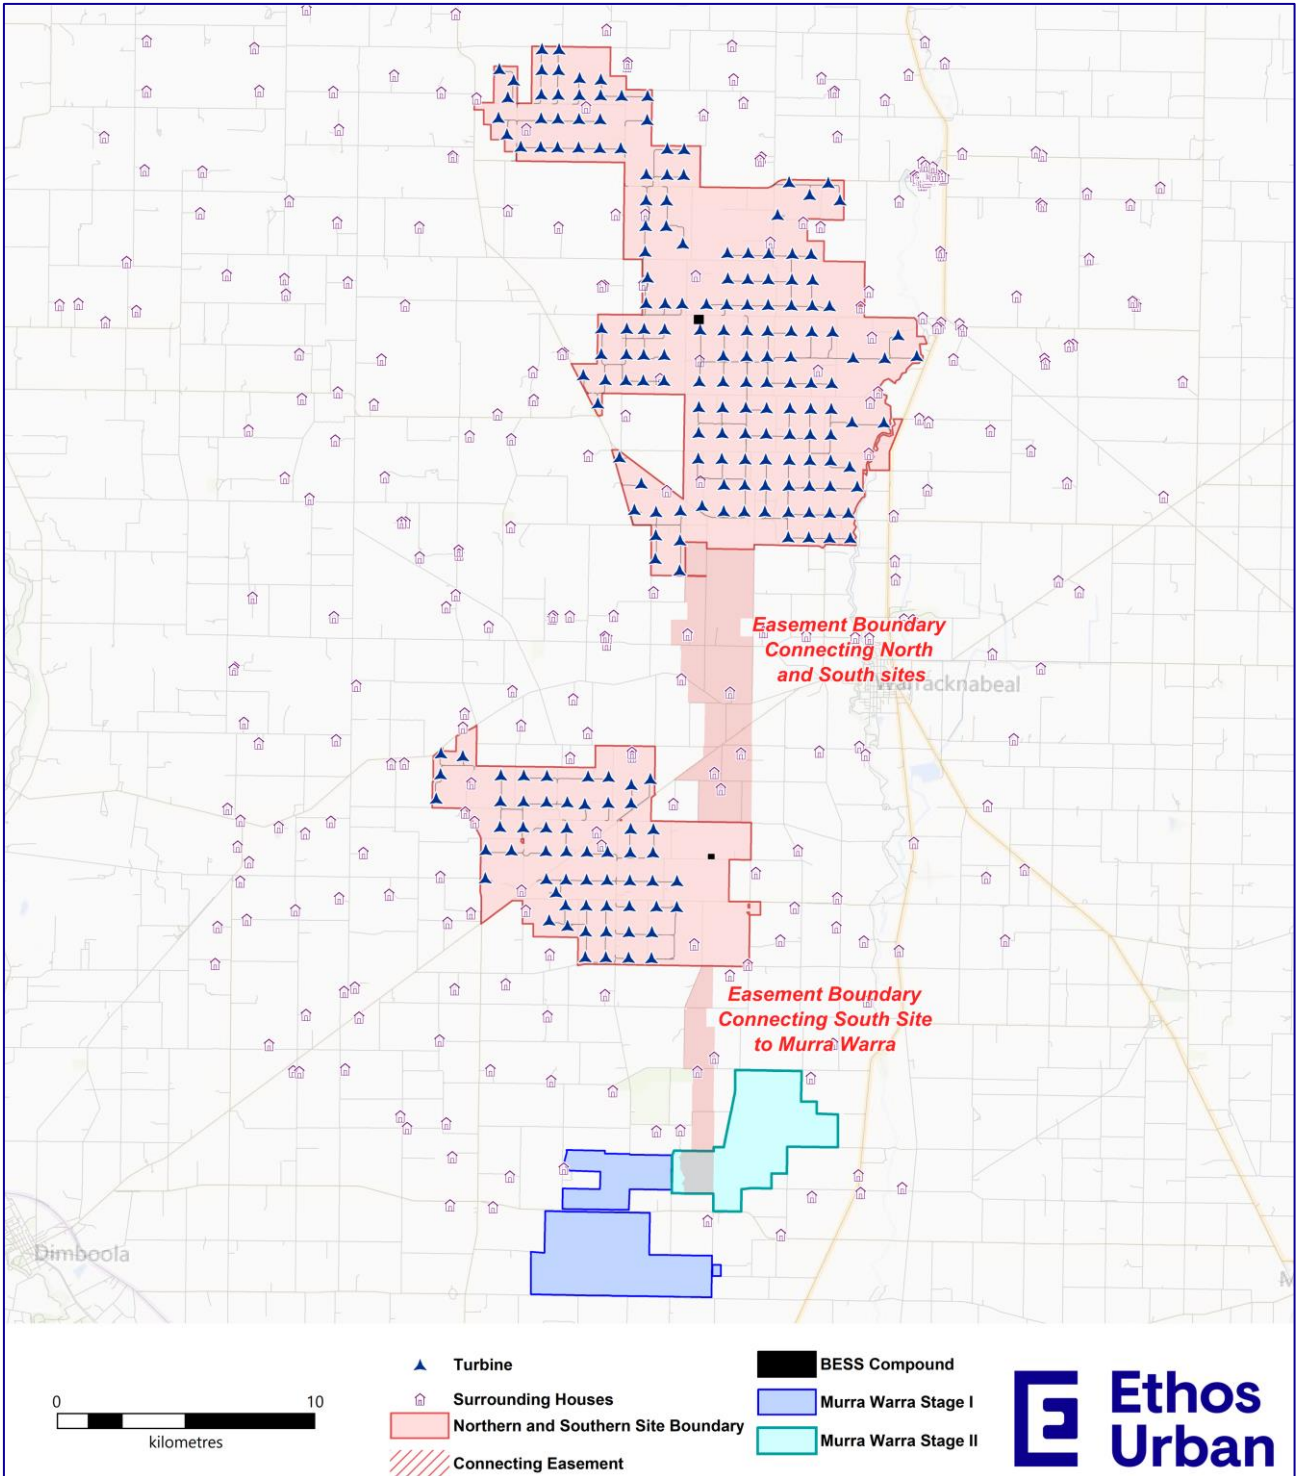 Easement Boundary
Connecting North
and South sites
Warracknabeal
Easement Boundary
Connecting South Site
to Murra Warra
Dimboola
M
Turbine
Surrounding Houses
Northern and Southern Site Boundary
Connecting Easement
BESS Compound
Murra Warra Stage I
Murra Warra Stage II
0 10
kilometres
Ethos
Urban